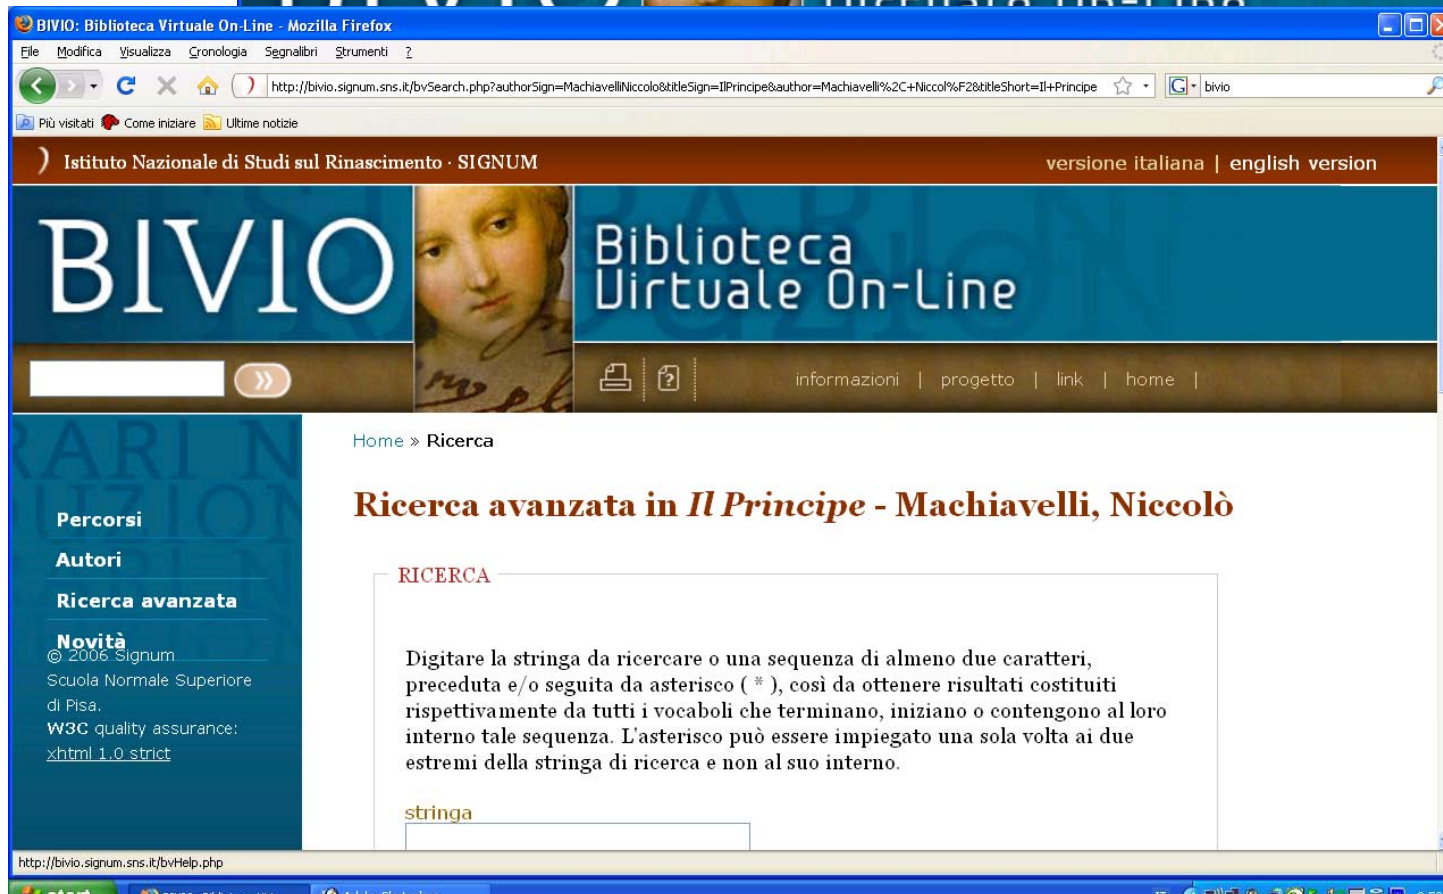 BIVIO: Biblioteca Virtuale On-Line - Mozilla Firefox
File Modifica Visualizza Cronologia Segnalibri Strumenti ?
http://bivio.signum.sns.it/bvSearch.php?authorSign=MachiavelliNiccolo&titleSign=IlPrincipe&author=Machiavelli%2C+Niccol%F2&titleShort=Il+Principe
G bivio
Più visitati Come iniziare Ultime notizie
Istituto Nazionale di Studi sul Rinascimento · SIGNUM
versione italiana | english version
BIVIO
Biblioteca
Virtuale On-Line
informazioni | progetto | link | home |
Home » Ricerca
Ricerca avanzata in Il Principe - Machiavelli, Niccolò
Percorsi
Autori
Ricerca avanzata
Novità
© 2006 Signum
Scuola Normale Superiore
di Pisa.
W3C quality assurance:
xhtml 1.0 strict
RICERCA
Digitare la stringa da ricercare o una sequenza di almeno due caratteri,
preceduta e/o seguita da asterisco ( * ), così da ottenere risultati costituiti
rispettivamente da tutti i vocaboli che terminano, iniziano o contengono al loro
interno tale sequenza. L'asterisco può essere impiegato una sola volta ai due
estremi della stringa di ricerca e non al suo interno.
stringa
http://bivio.signum.sns.it/bvHelp.php